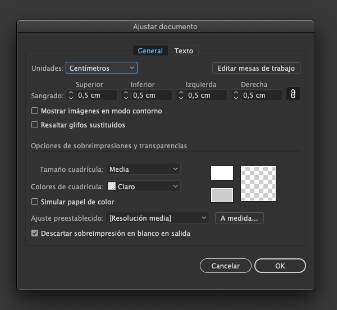 Ajustar documento
General Texto
Unidades: Centímetros Editar mesas de trabajo
Superior Inferior Izquierda Derecha
Sangrado: 0,5 cm 0,5 cm 0,5 cm 0,5 cm
Mostrar imágenes en modo contorno
Resaltar glifos sustituidos
Opciones de sobreimpresiones y transparencias
Tamaño cuadrícula: Media
Colores de cuadrícula: Claro
Simular papel de color
Ajuste preestablecido: [Resolución media] A medida...
Descartar sobreimpresión en blanco en salida
Cancelar OK